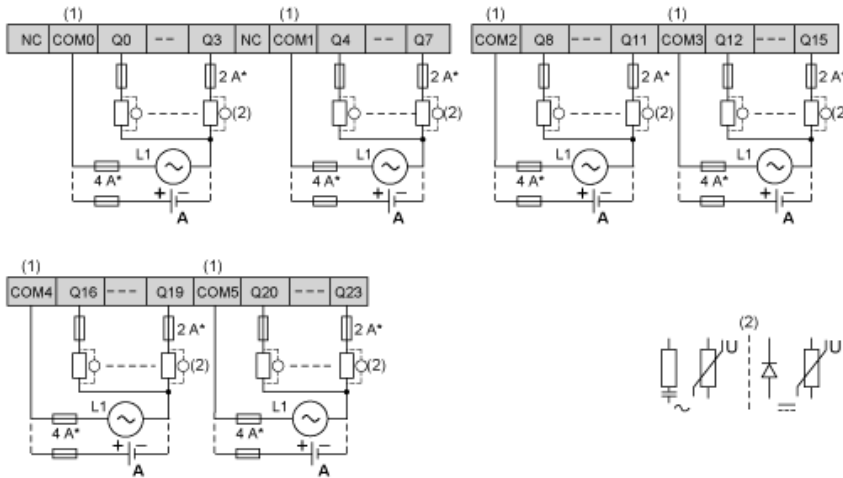 (1) (1) (1) (1)
NC COM0 Q0 -- Q3 NC COM1 Q4 -- Q7 COM2 Q8 --- Q11 COM3 Q12 --- Q15
2 A* 2 A* 2 A* 2 A*
(2) (2) (2) (2
L1 L1 L1 L1
4 A* 4 A* 4 A* 4 A*
+ − + − + − + −
A A A A
(1) (1)
COM4 Q16 --- Q19 COM5 Q20 --- Q23
2 A* 2 A*
(2) (2)
(2)
U U
L1 L1
4 A* 4 A*
+ − + −
A A